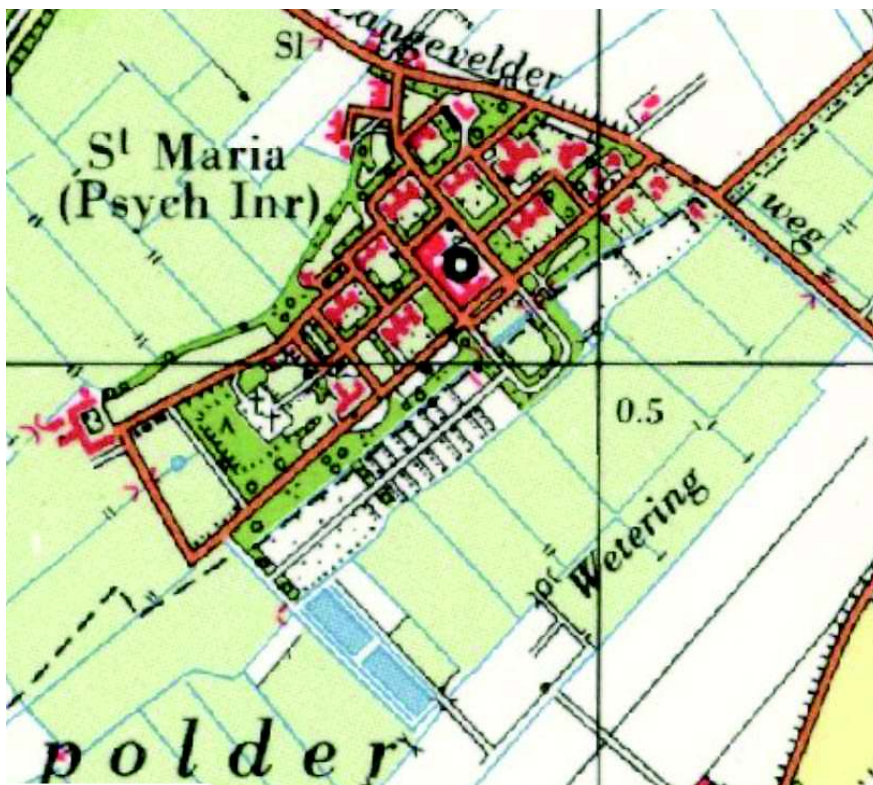 Langevelder
Sl
St Maria
(Psych Inr)
weg
0.5
Wetering
polder